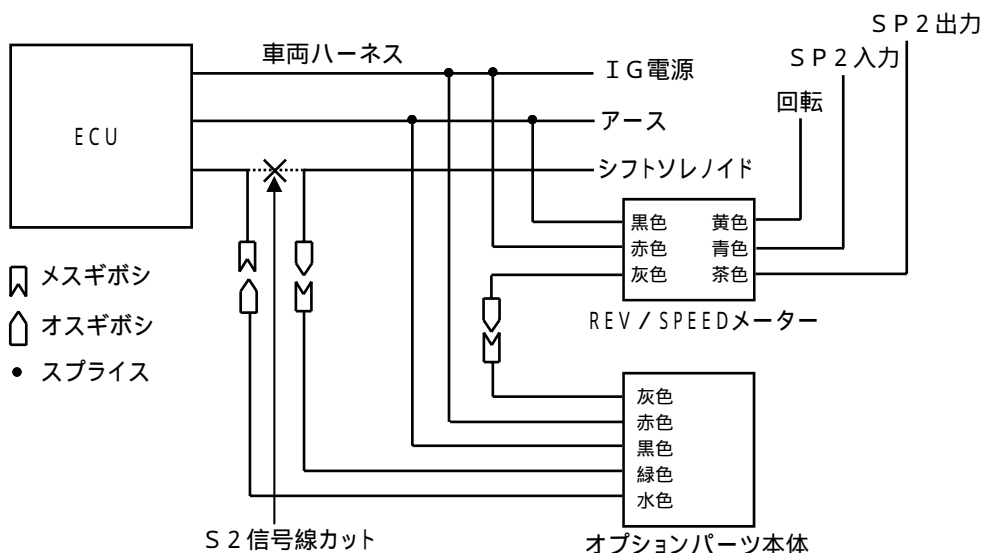 SP2出力
SP2入力
車両ハーネス
IG電源
回転
アース
ECU
シフトソレノイド
黒色 黄色
赤色 青色
灰色 茶色
メスギボシ
REV/SPEEDメーター
オスギボシ
スプライス
灰色
赤色
黒色
緑色
水色
S2信号線カット
オプションパーツ本体